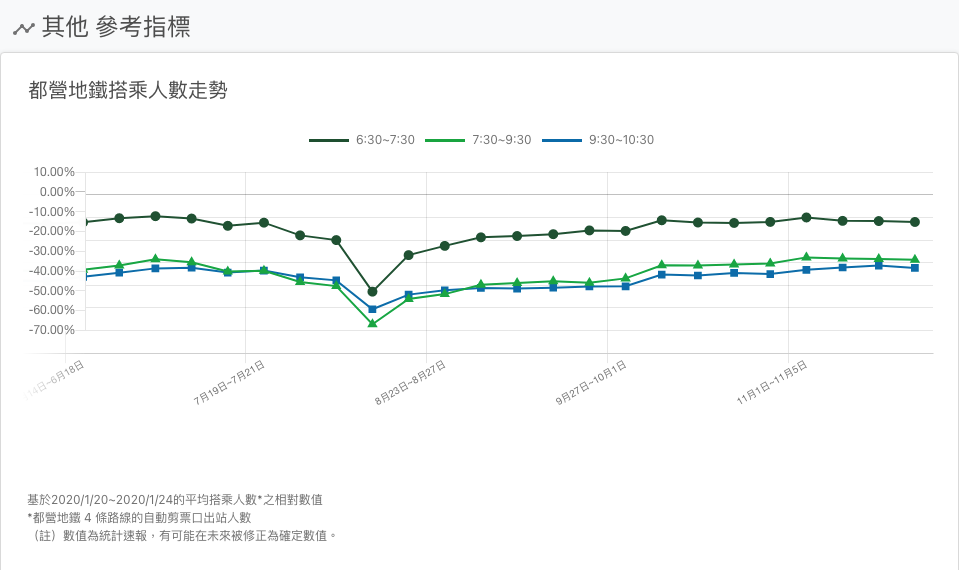 其他 參考指標
都營地鐵搭乘人數走勢
6:30~7:30 7:30~9:30 9:30~10:30
10.00%
0.00%
-10.00%
-20.00%
-30.00%
-40.00%
-50.00%
-60.00%
-70.00%
14日~6月18日
7月19日~7月21日
8月23日~8月27日
9月27日~10月1日
11月1日~11月5日
基於2020/1/20~2020/1/24的平均搭乘人數*之相對數值
*都營地鐵 4 條路線的自動剪票口出站人數
（註）數值為統計速報，有可能在未來被修正為確定數值。